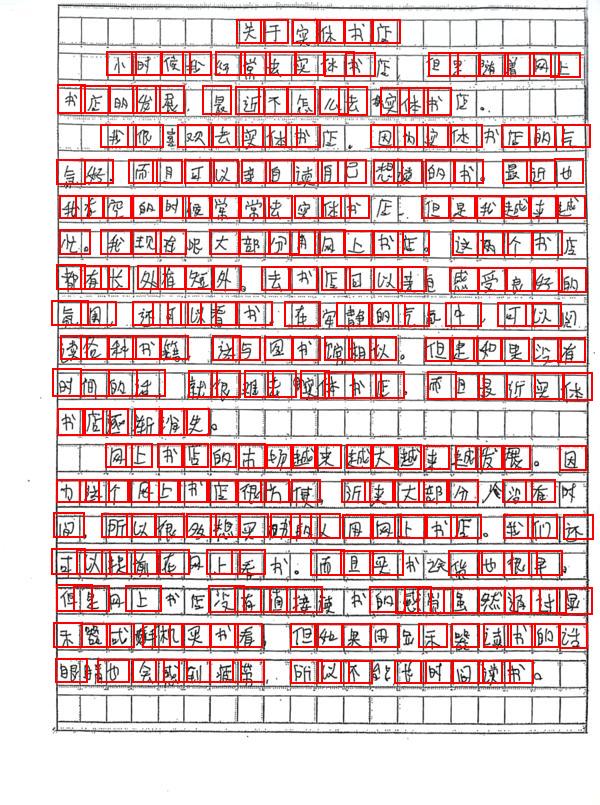 关于实体书店
小时候我经常去实体书店，但是随着网上
书店的发展，最近不怎么去实体书店。
我很喜欢去实体书店。因为实体书店的气
氛好，而且可以亲自读自己想读的书。最近也
我在空的时候常常去实体书店，但是我越来越
忙。我现在呢大部分用网上书店。这两个书店
都有长处有短处。去书店可以亲自感受良好的
氛围，还可以看书，在安静的气氛中，可以阅
读各科书籍，这与图书馆相似。但是如果没有
时间的话，就很难去实体书店。而且最近实体
书店逐渐消失。
网上书店的市场越来越大越来越发展。因
为这个网上书店很方便。近来大部分人没有时
间，所以很多想买书的人用网上书店。我们还
可以提前在网上看书。而且买书送货也很早。
但是网上书店没有直接读书的感觉虽然通过显
示器或手机买书看，但如果用显示器读书的话
眼睛也会感到疲劳，所以不能长时间读书。